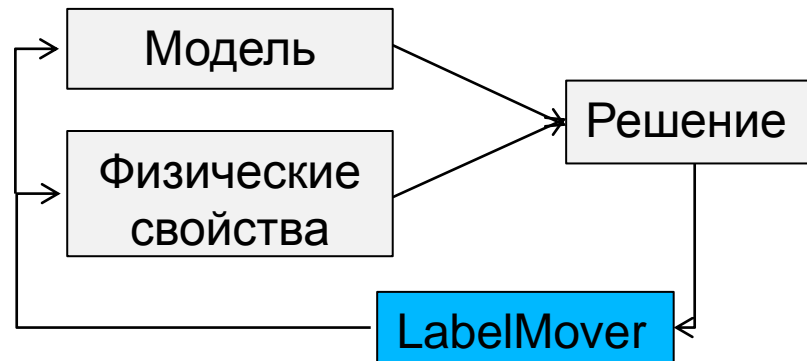 Модель
Решение
Физические
свойства
LabelMover